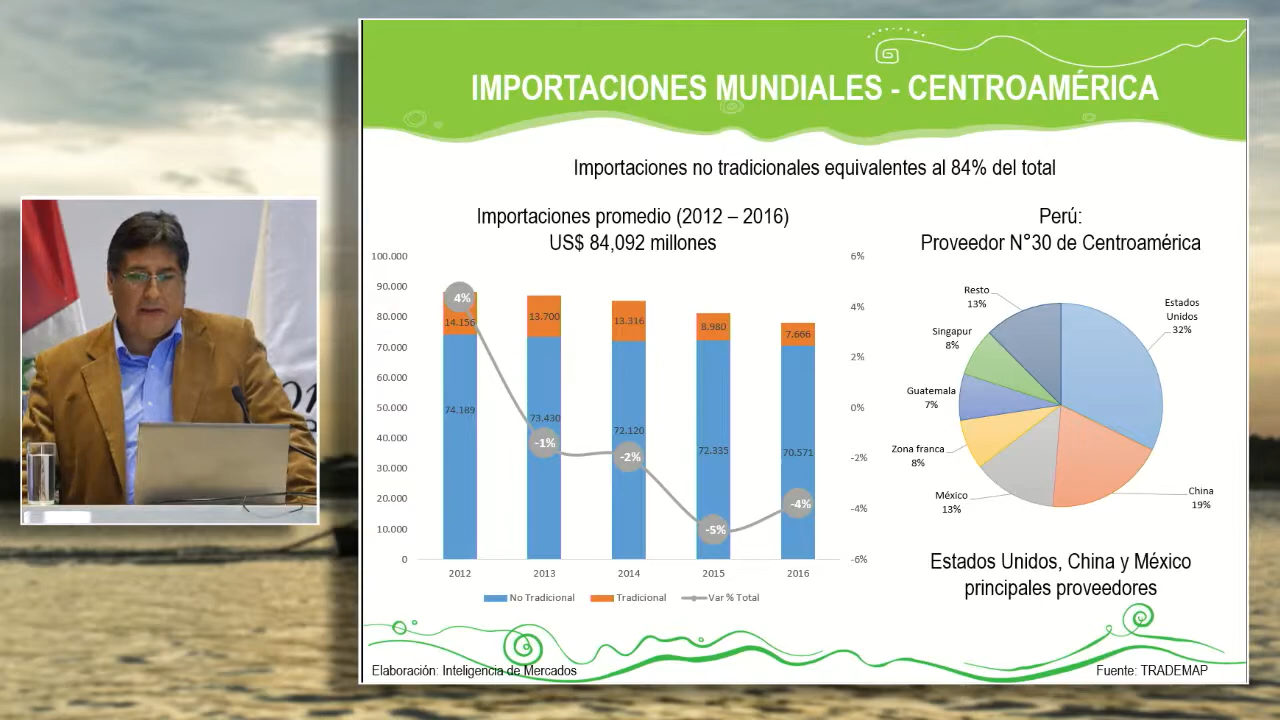 IMPORTACIONES MUNDIALES - CENTROAMÉRICA
Importaciones no tradicionales equivalentes al 84% del total
Importaciones promedio (2012 – 2016)
US$ 84,092 millones
100.000
90.000
80.000
70.000
60.000
50.000
40.000
30.000
20.000
10.000
0
6%
4%
2%
0%
-2%
-4%
-6%
14.156
13.700
13.316
8.980
7.666
74.189
73.430
72.120
72.335
70.571
4%
-1%
-2%
-5%
-4%
2012
2013
2014
2015
2016
No Tradicional
Tradicional
Var % Total
Perú:
Proveedor N°30 de Centroamérica
Resto
13%
Estados
Unidos
32%
Singapur
8%
Guatemala
7%
Zona franca
8%
México
13%
China
19%
Estados Unidos, China y México
principales proveedores
Elaboración: Inteligencia de Mercados
Fuente: TRADEMAP